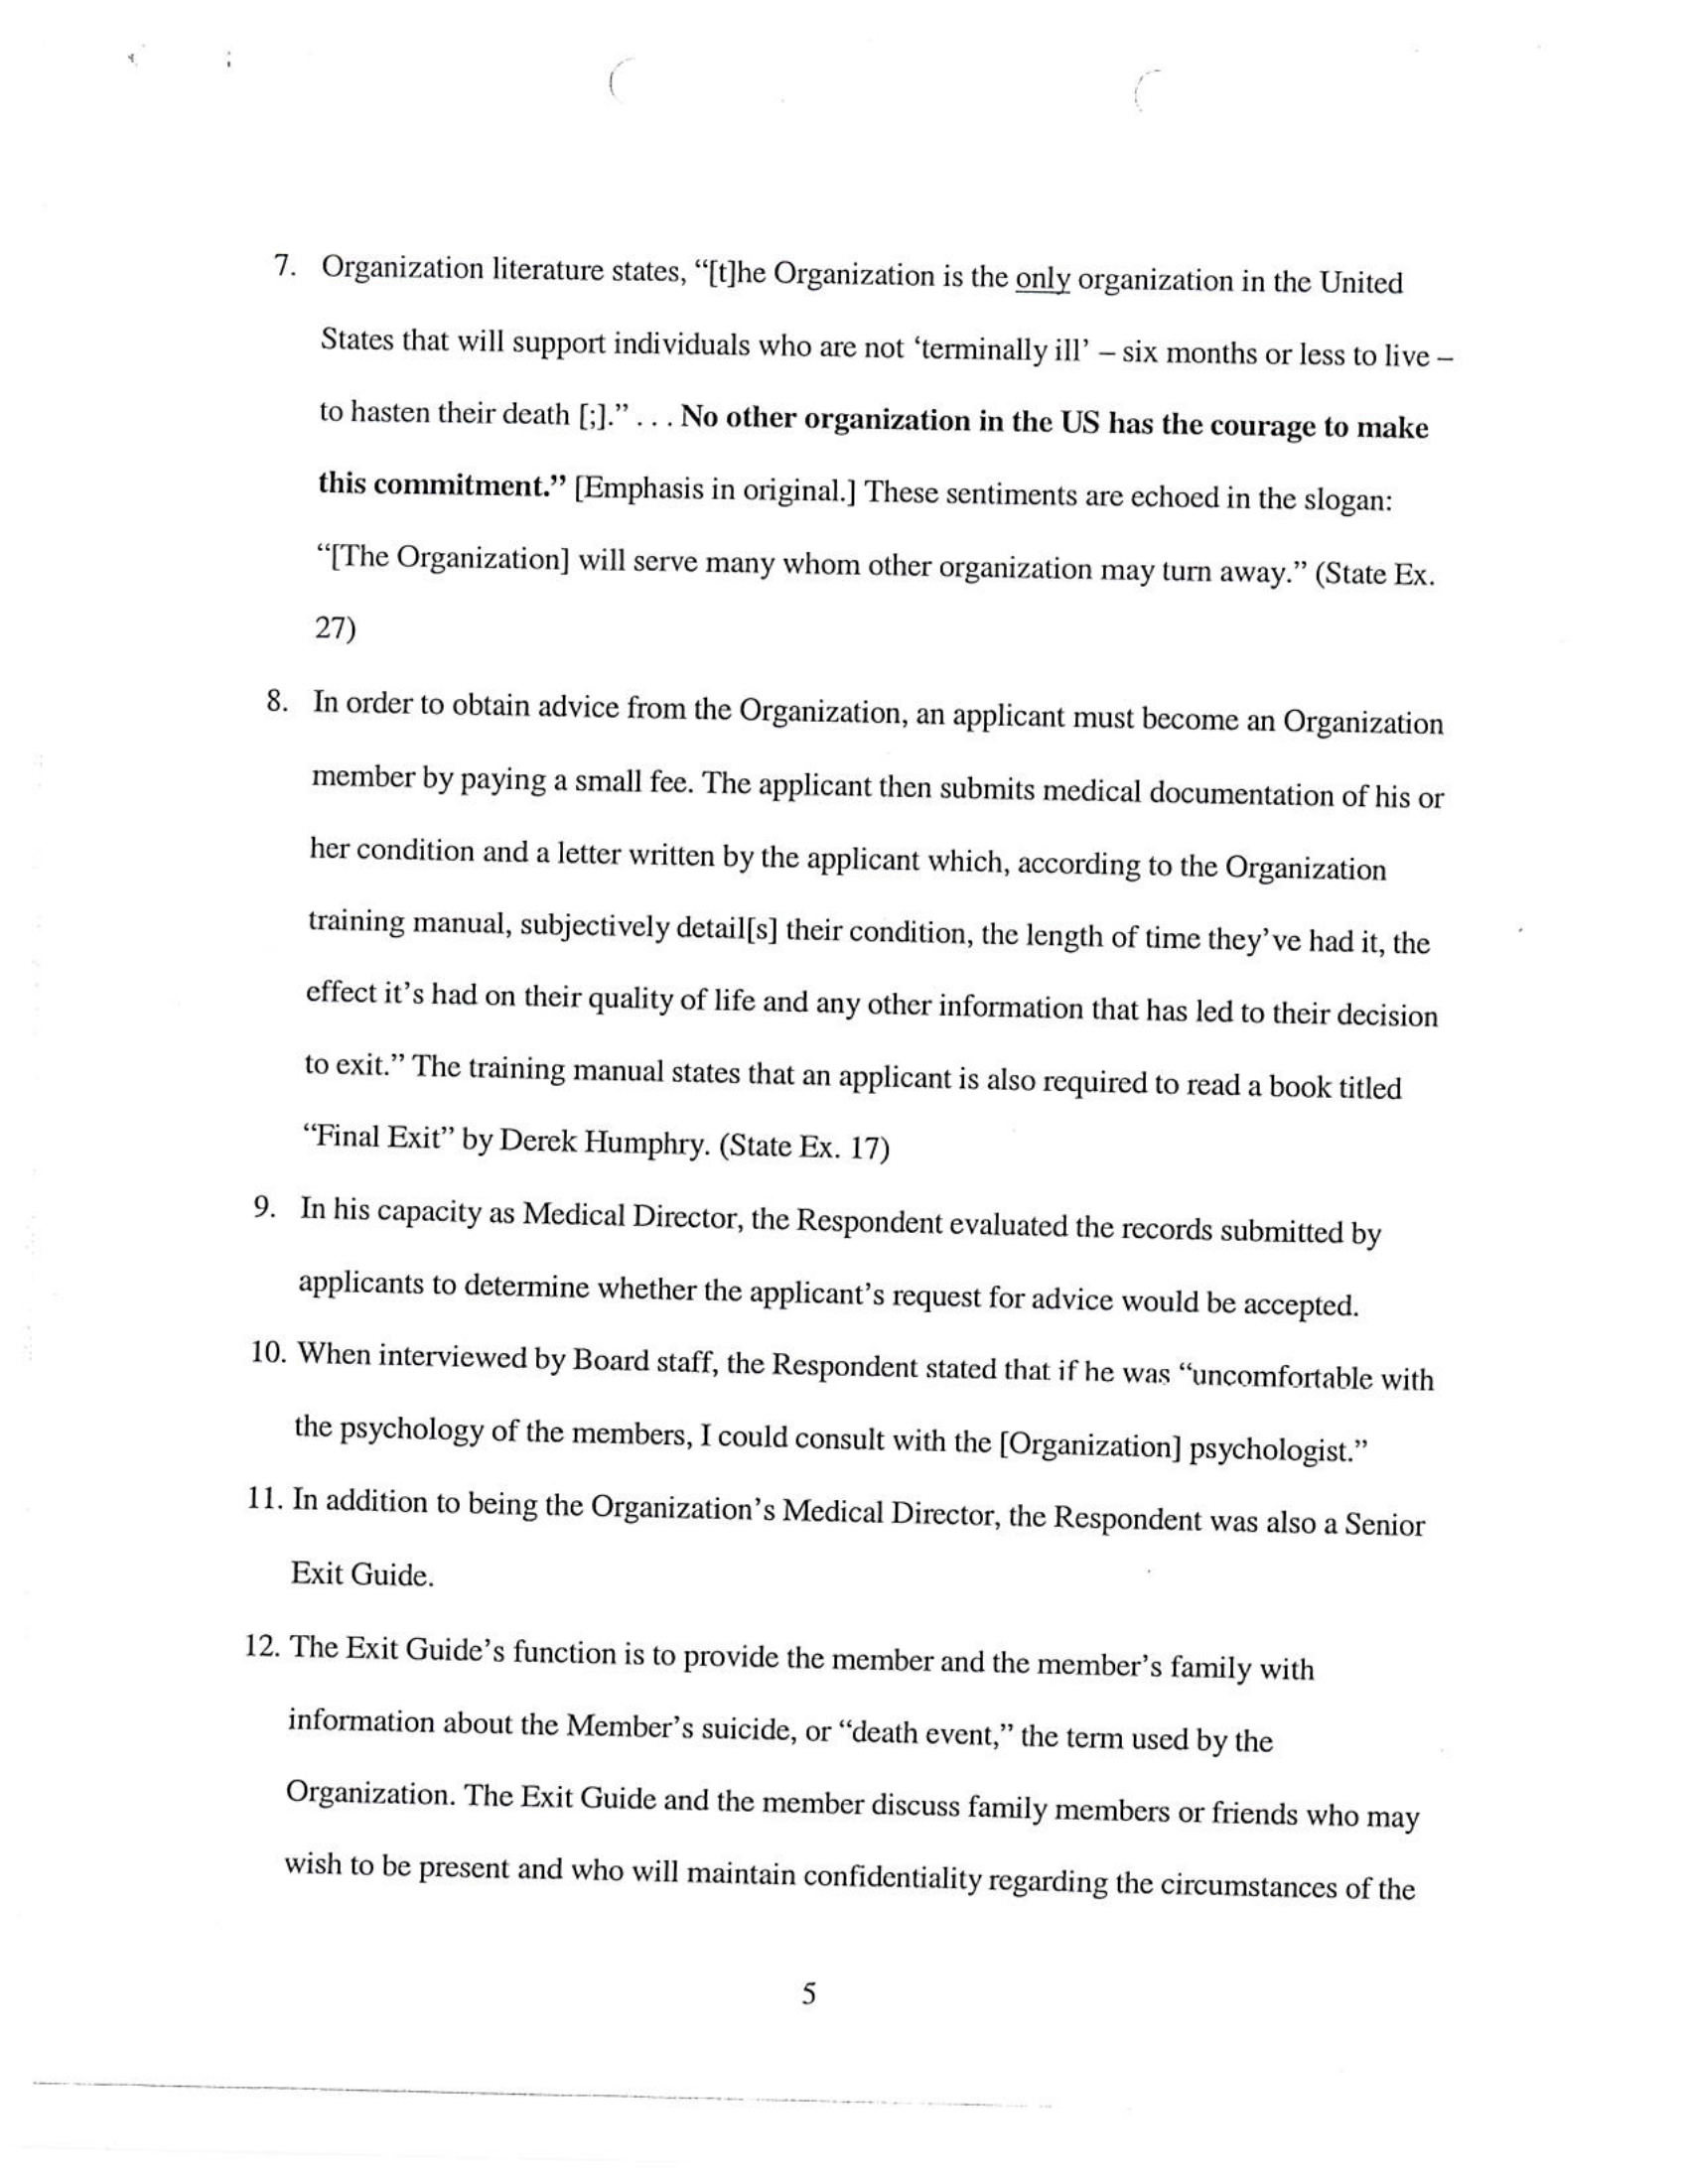 7. Organization literature states, “[t]he Organization is the only organization in the United
States that will support individuals who are not ‘terminally ill’ – six months or less to live –
to hasten their death [;].” . . . No other organization in the US has the courage to make
this commitment.” [Emphasis in original.] These sentiments are echoed in the slogan:
“[The Organization] will serve many whom other organization may turn away.” (State Ex.
27)
8. In order to obtain advice from the Organization, an applicant must become an Organization
member by paying a small fee. The applicant then submits medical documentation of his or
her condition and a letter written by the applicant which, according to the Organization
training manual, subjectively detail[s] their condition, the length of time they’ve had it, the
effect it’s had on their quality of life and any other information that has led to their decision
to exit.” The training manual states that an applicant is also required to read a book titled
“Final Exit” by Derek Humphry. (State Ex. 17)
9. In his capacity as Medical Director, the Respondent evaluated the records submitted by
applicants to determine whether the applicant’s request for advice would be accepted.
10. When interviewed by Board staff, the Respondent stated that if he was “uncomfortable with
the psychology of the members, I could consult with the [Organization] psychologist.”
11. In addition to being the Organization’s Medical Director, the Respondent was also a Senior
Exit Guide.
12. The Exit Guide’s function is to provide the member and the member’s family with
information about the Member’s suicide, or “death event,” the term used by the
Organization. The Exit Guide and the member discuss family members or friends who may
wish to be present and who will maintain confidentiality regarding the circumstances of the
5